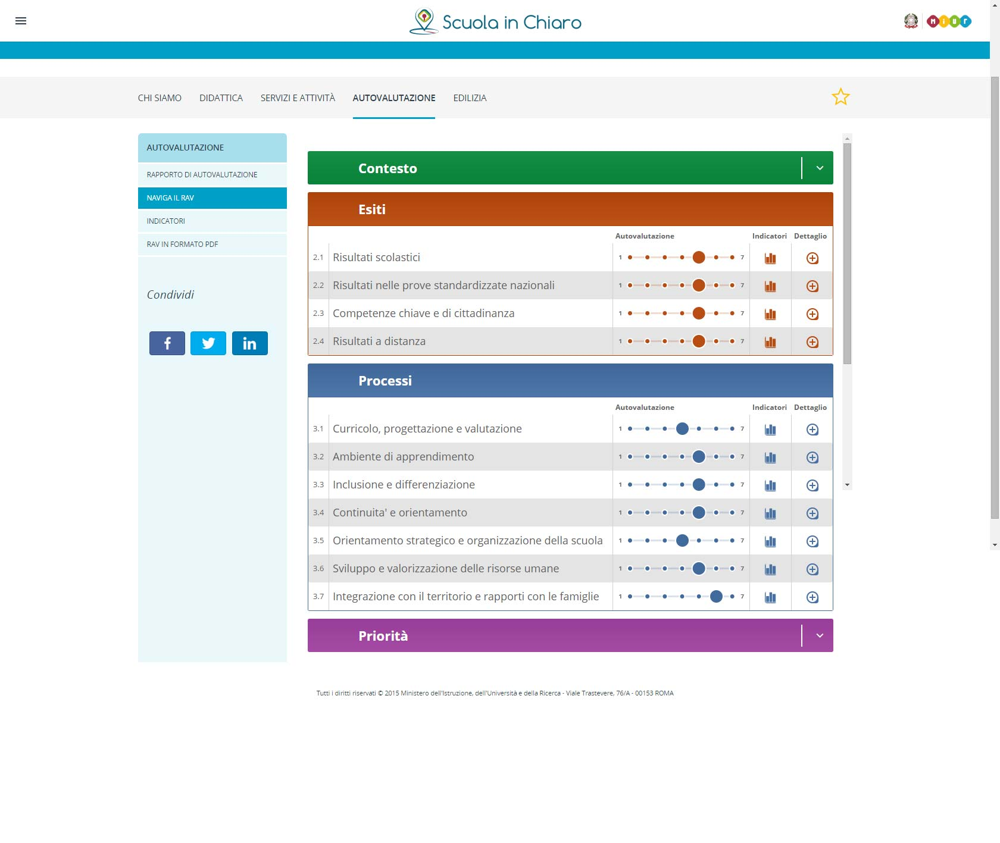 Scuola in Chiaro
MIUR
CHI SIAMO DIDATTICA SERVIZI E ATTIVITÀ AUTOVALUTAZIONE EDILIZIA
AUTOVALUTAZIONE
RAPPORTO DI AUTOVALUTAZIONE
NAVIGA IL RAV
INDICATORI
RAV IN FORMATO PDF
Condividi
f in
Contesto
Esiti
Autovalutazione Indicatori Dettaglio
2.1 Risultati scolastici 1 7
2.2 Risultati nelle prove standardizzate nazionali 1 7
2.3 Competenze chiave e di cittadinanza 1 7
2.4 Risultati a distanza 1 7
Processi
Autovalutazione Indicatori Dettaglio
3.1 Curricolo, progettazione e valutazione 1 7
3.2 Ambiente di apprendimento 1 7
3.3 Inclusione e differenziazione 1 7
3.4 Continuita' e orientamento 1 7
3.5 Orientamento strategico e organizzazione della scuola 1 7
3.6 Sviluppo e valorizzazione delle risorse umane 1 7
3.7 Integrazione con il territorio e rapporti con le famiglie 1 7
Priorità
Tutti i diritti riservati © 2015 Ministero dell'Istruzione, dell'Università e della Ricerca - Viale Trastevere, 76/A - 00153 ROMA